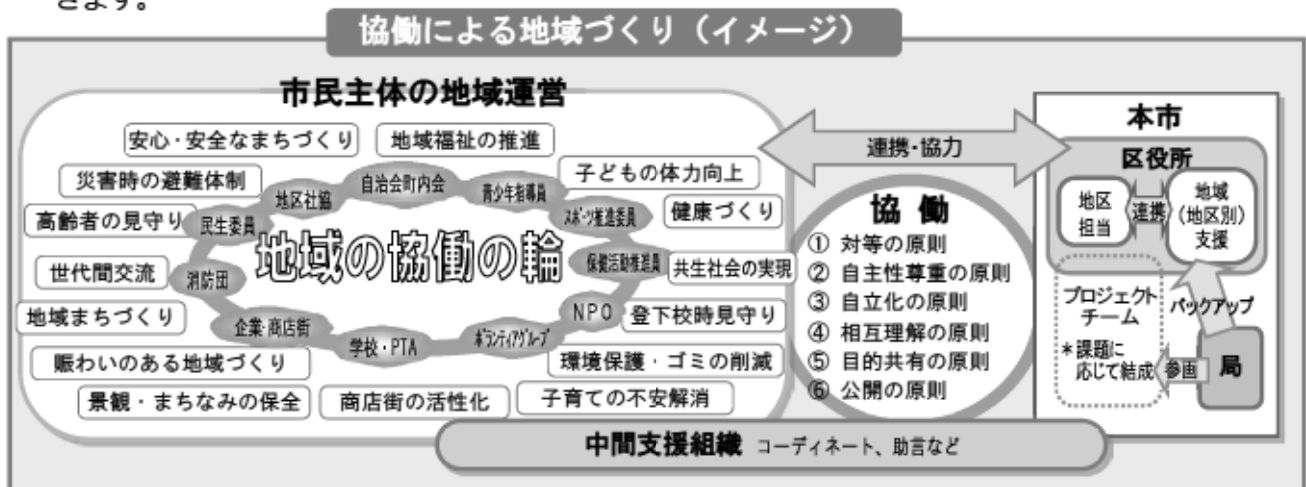 きます。
協働による地域づくり（イメージ）
市民主体の地域運営
安心・安全なまちづくり
地域福祉の推進
災害時の避難体制
子どもの体力向上
高齢者の見守り
健康づくり
世代間交流
共生社会の実現
地域まちづくり
登下校時見守り
賑わいのある地域づくり
環境保護・ゴミの削減
景観・まちなみの保全
商店街の活性化
子育ての不安解消
地区社協
自治会町内会
青少年指導員
スポーツ推進委員
民生委員
保健活動推進員
消防団
NPO
企業・商店街
学校・PTA
ボランティアグループ
地域の協働の輪
連携・協力
協働
① 対等の原則
② 自主性尊重の原則
③ 自立化の原則
④ 相互理解の原則
⑤ 目的共有の原則
⑥ 公開の原則
本市
区役所
地区
担当
連携
地域
（地区別）
支援
プロジェクト
チーム
＊課題に
応じて結成
バックアップ
参画
局
中間支援組織 コーディネート、助言など